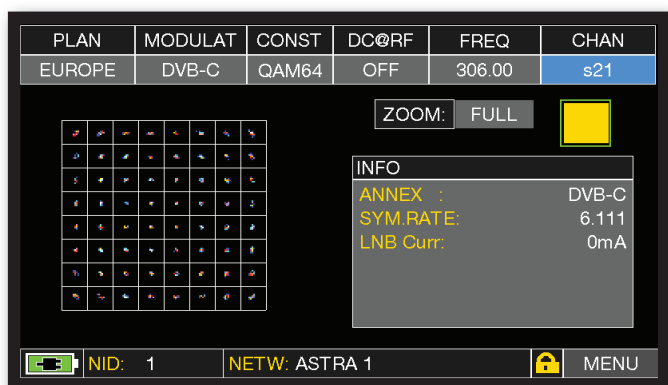 PLAN MODULAT CONST DC@RF FREQ CHAN
EUROPE DVB-C QAM64 OFF 306.00 s21
ZOOM: FULL
INFO
ANNEX : DVB-C
SYM.RATE: 6.111
LNB Curr: 0mA
NID: 1 NETW: ASTRA 1 MENU